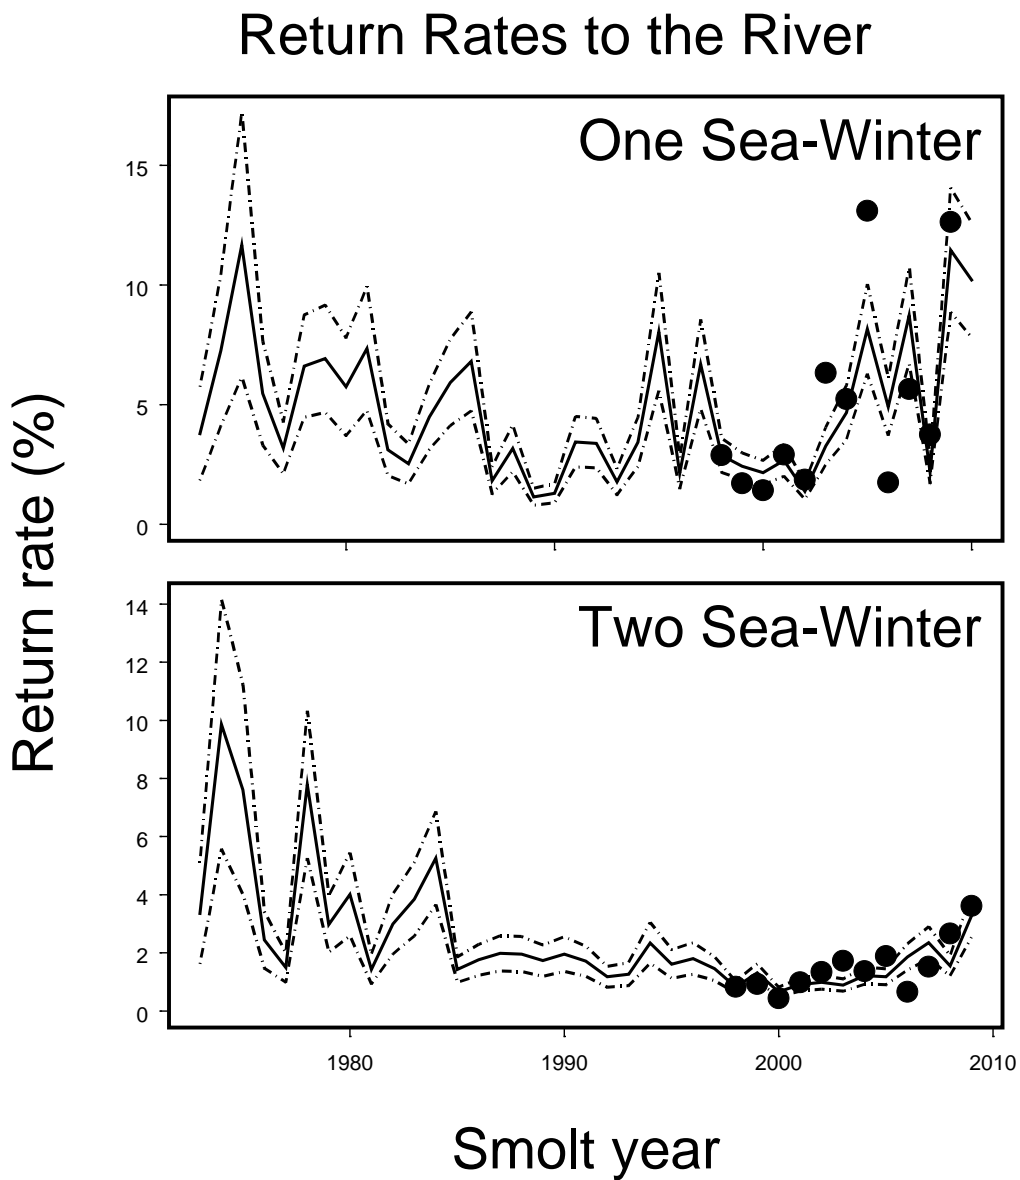 Return Rates to the River
One Sea-Winter
15
10
5
0
Return rate (%)
Two Sea-Winter
14
12
10
8
6
4
2
0
1980 1990 2000 2010
Smolt year